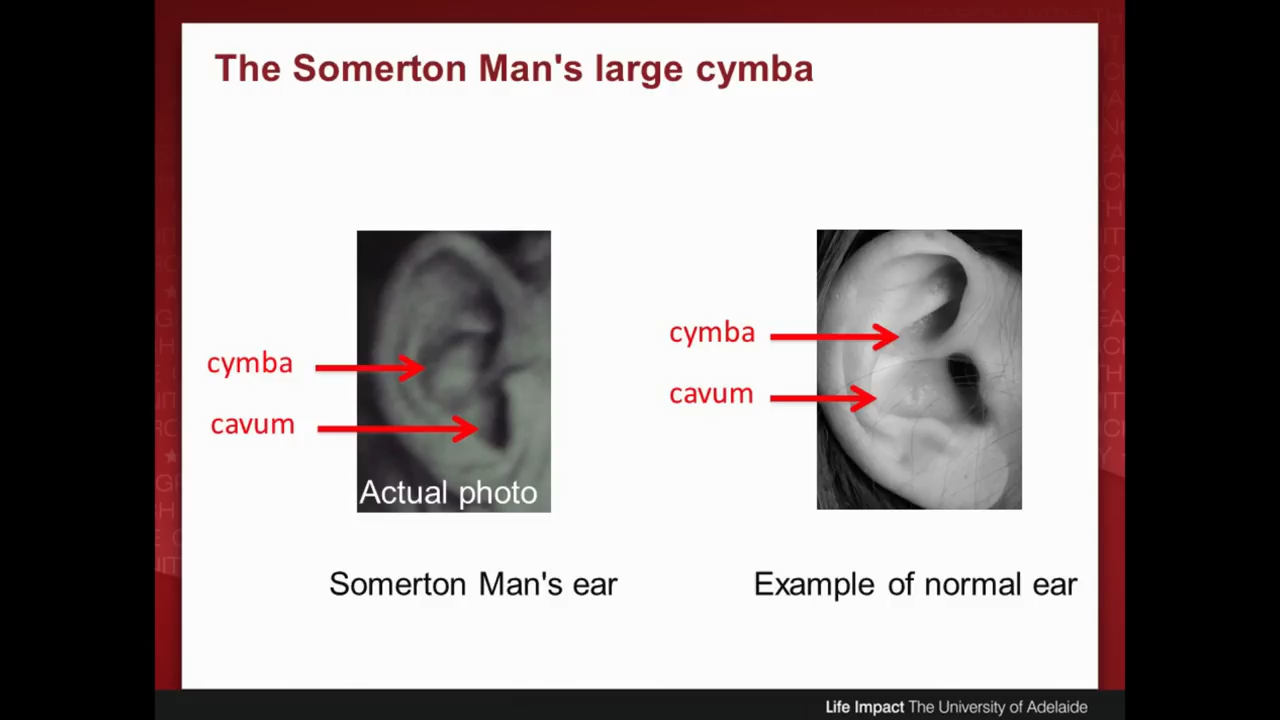 The Somerton Man's large cymba
cymba
cavum
Actual photo
cymba
cavum
Somerton Man's ear
Example of normal ear
Life Impact The University of Adelaide